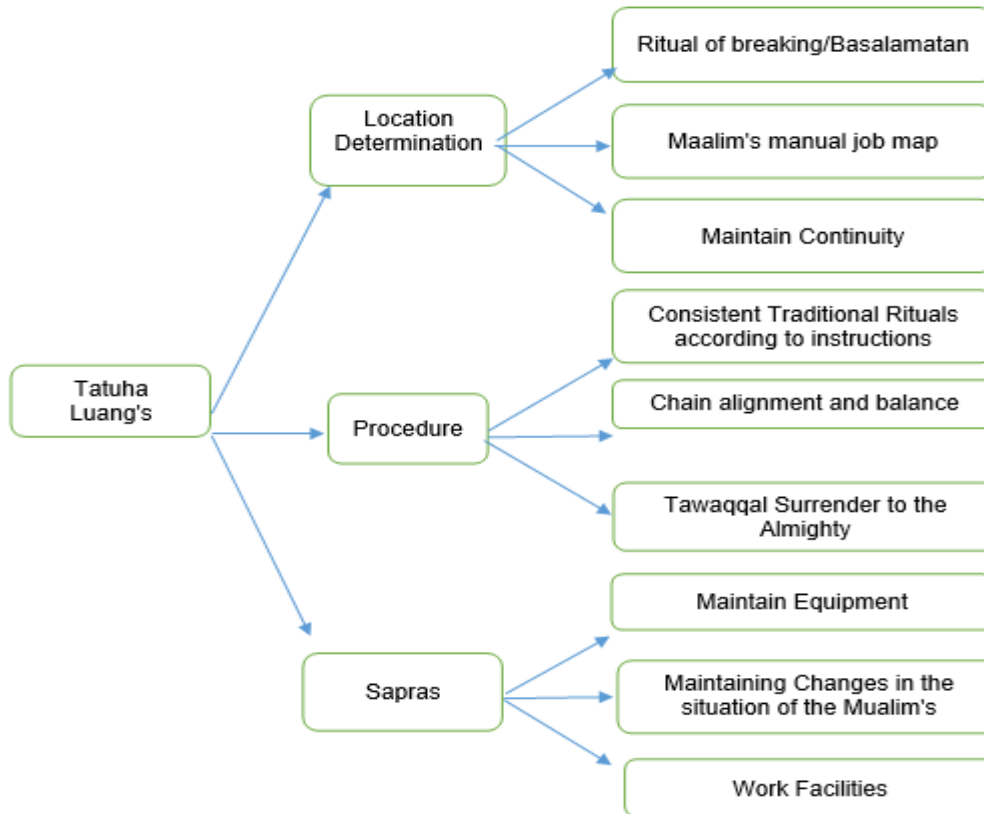 Ritual of breaking/Basalamatan
Location
Determination
Maalim's manual job map
Maintain Continuity
Consistent Traditional Rituals
according to instructions
Tatuha
Luang's
Procedure
Chain alignment and balance
Tawaqqal Surrender to the
Almighty
Maintain Equipment
Sapras
Maintaining Changes in the
situation of the Mualim's
Work Facilities